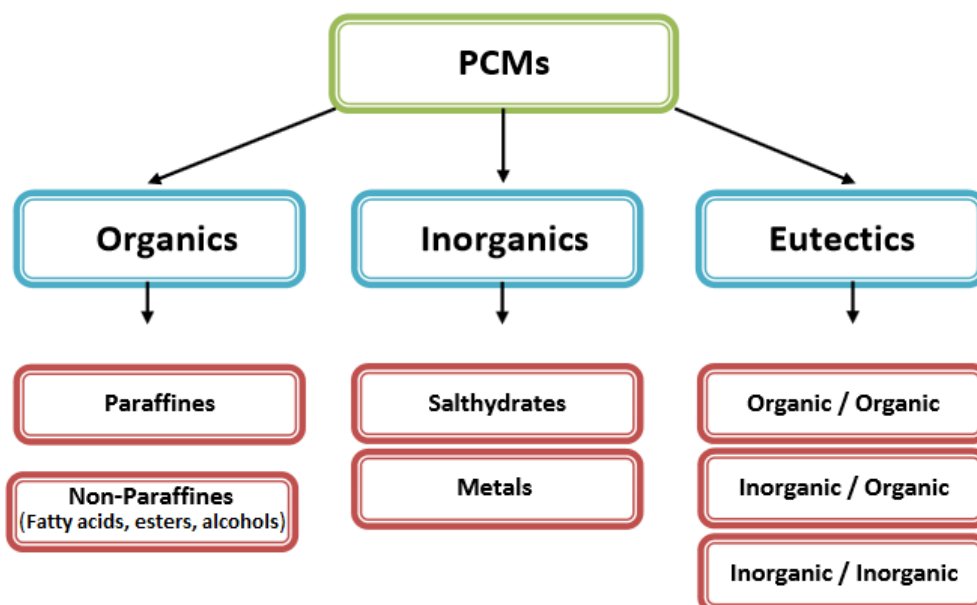 PCMs
Organics
Inorganics
Eutectics
Paraffines
Salthydrates
Organic / Organic
Non-Paraffines
(Fatty acids, esters, alcohols)
Metals
Inorganic / Organic
Inorganic / Inorganic